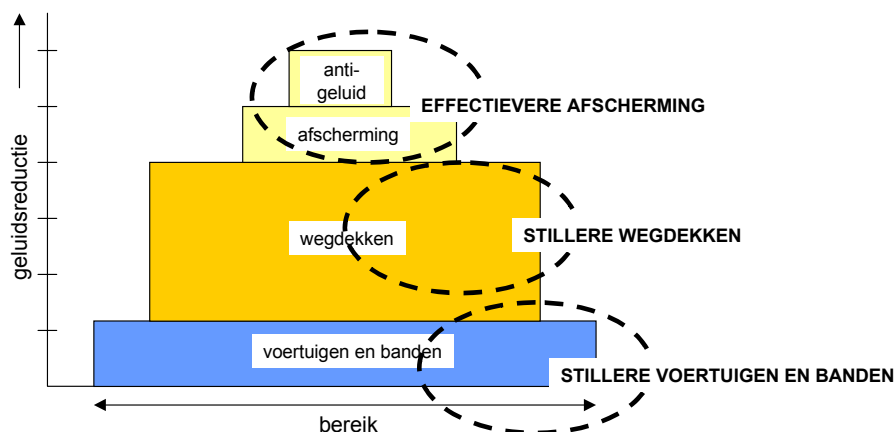 anti-
geluid
EFFECTIEVERE AFSCHERMING
afscherming
geluidsreductie
wegdekken
STILLERE WEGDEKKEN
voertuigen en banden
STILLERE VOERTUIGEN EN BANDEN
bereik